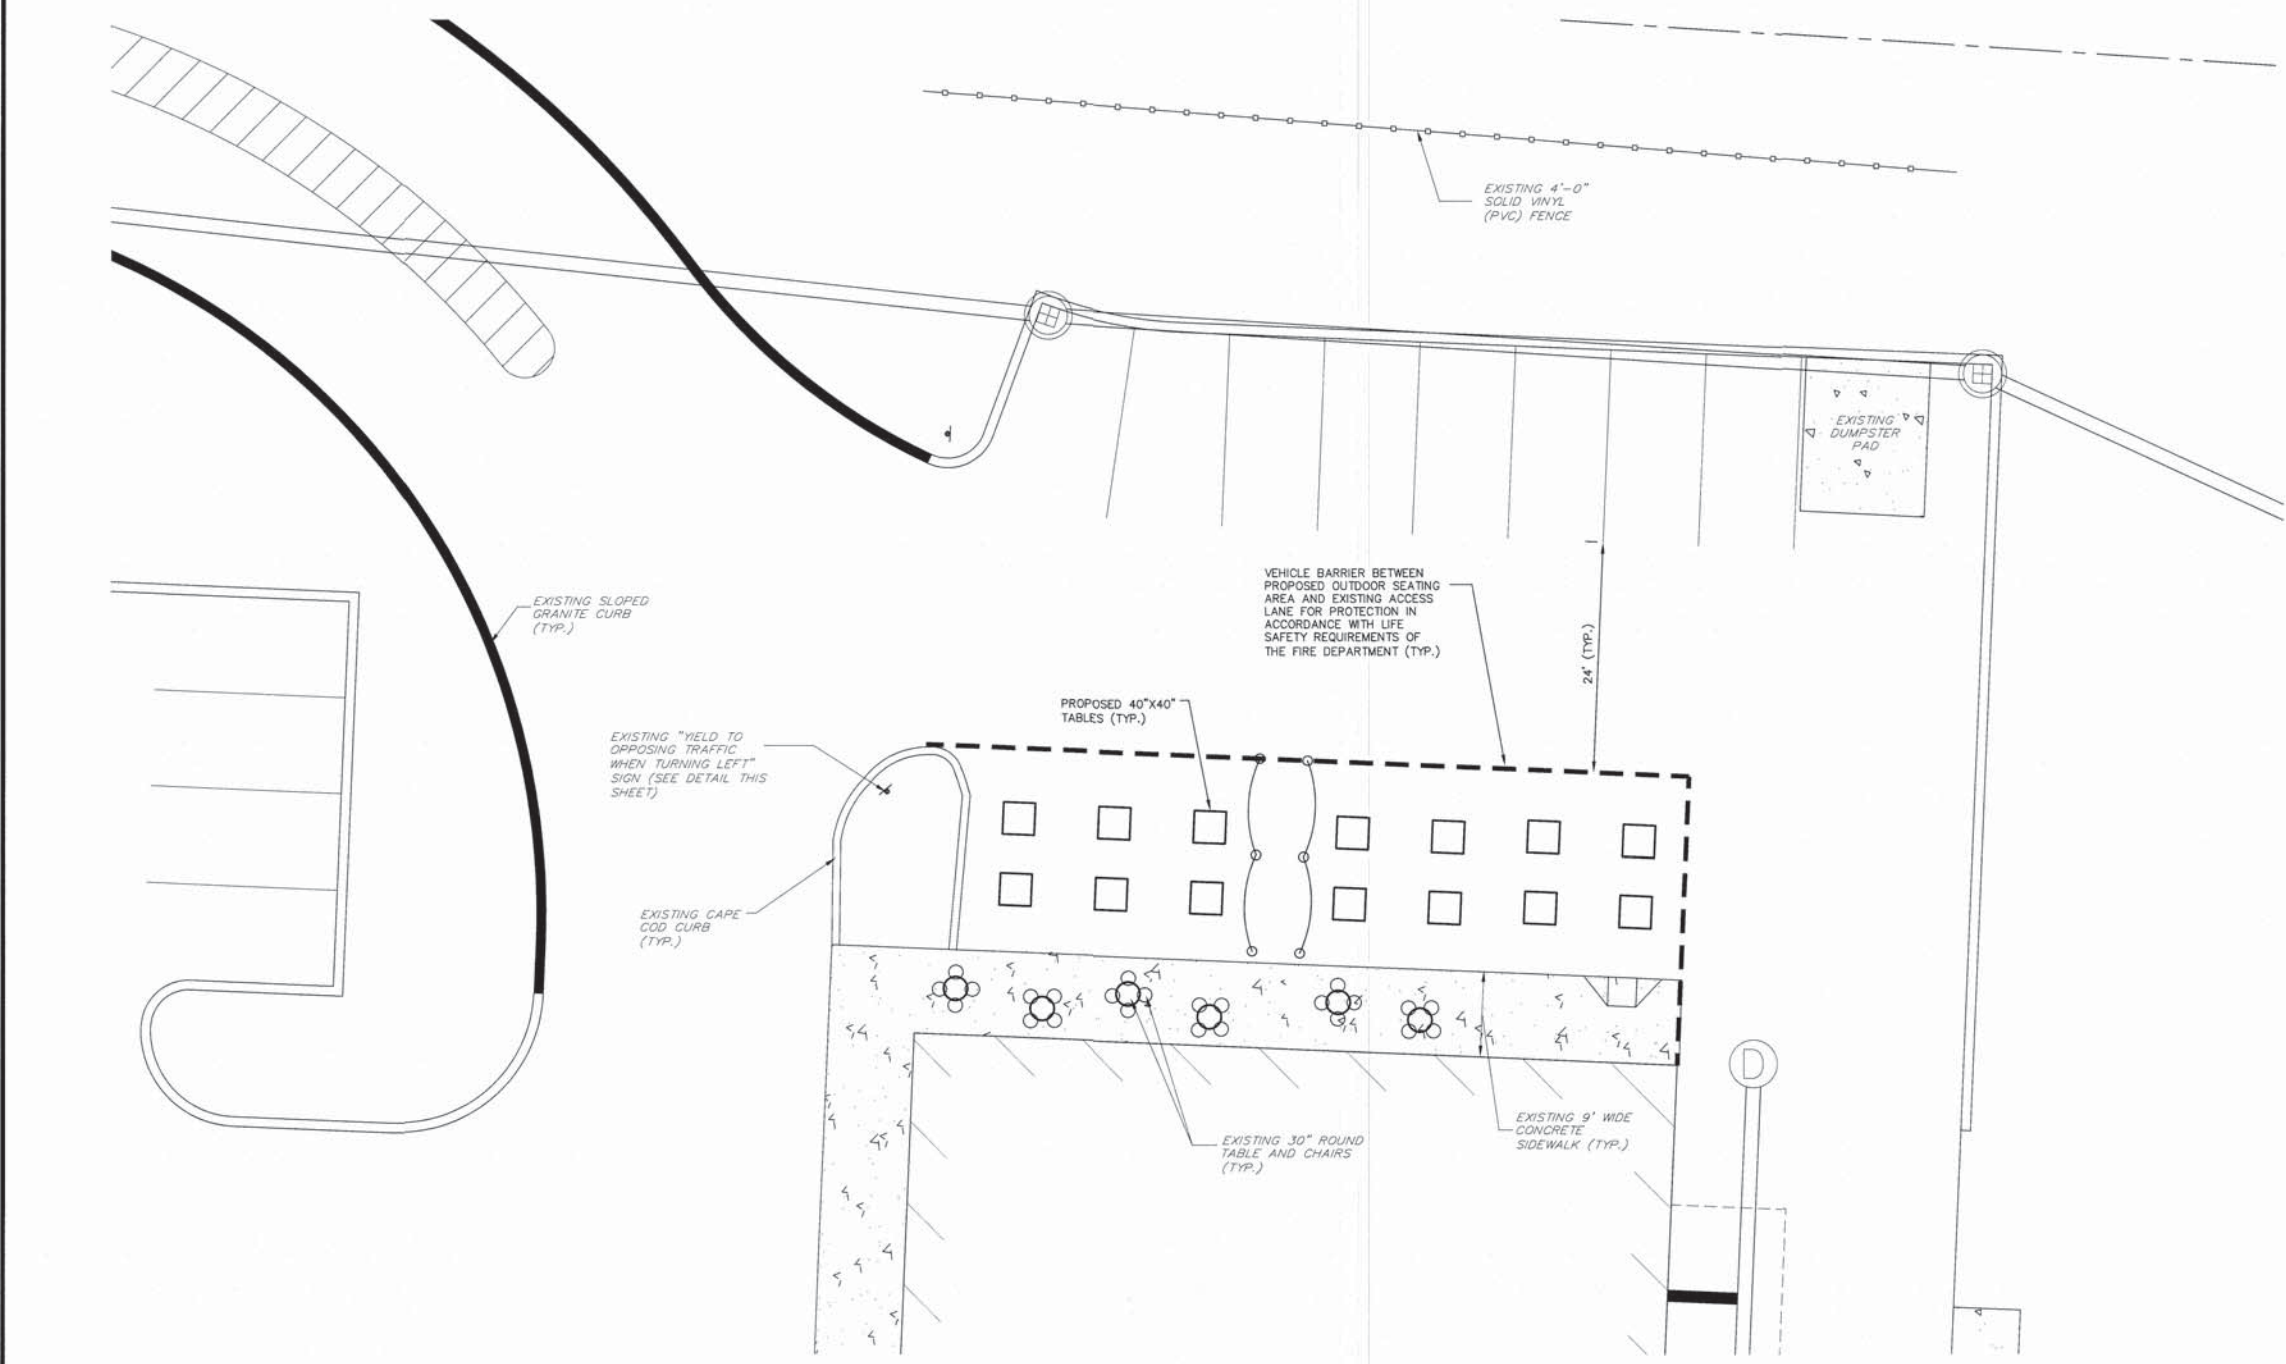 EXISTING 4'-0"
SOLID VINYL
(PVC) FENCE
EXISTING
DUMPSTER
PAD
VEHICLE BARRIER BETWEEN
PROPOSED OUTDOOR SEATING
AREA AND EXISTING ACCESS
LANE FOR PROTECTION IN
ACCORDANCE WITH LIFE
SAFETY REQUIREMENTS OF
THE FIRE DEPARTMENT (TYP.)
24' (TYP.)
EXISTING SLOPED
GRANITE CURB
(TYP.)
PROPOSED 40"X40"
TABLES (TYP.)
EXISTING "YIELD TO
OPPOSING TRAFFIC
WHEN TURNING LEFT"
SIGN (SEE DETAIL THIS
SHEET)
EXISTING CAPE
COD CURB
(TYP.)
D
EXISTING 9' WIDE
CONCRETE
SIDEWALK (TYP.)
EXISTING 30" ROUND
TABLE AND CHAIRS
(TYP.)